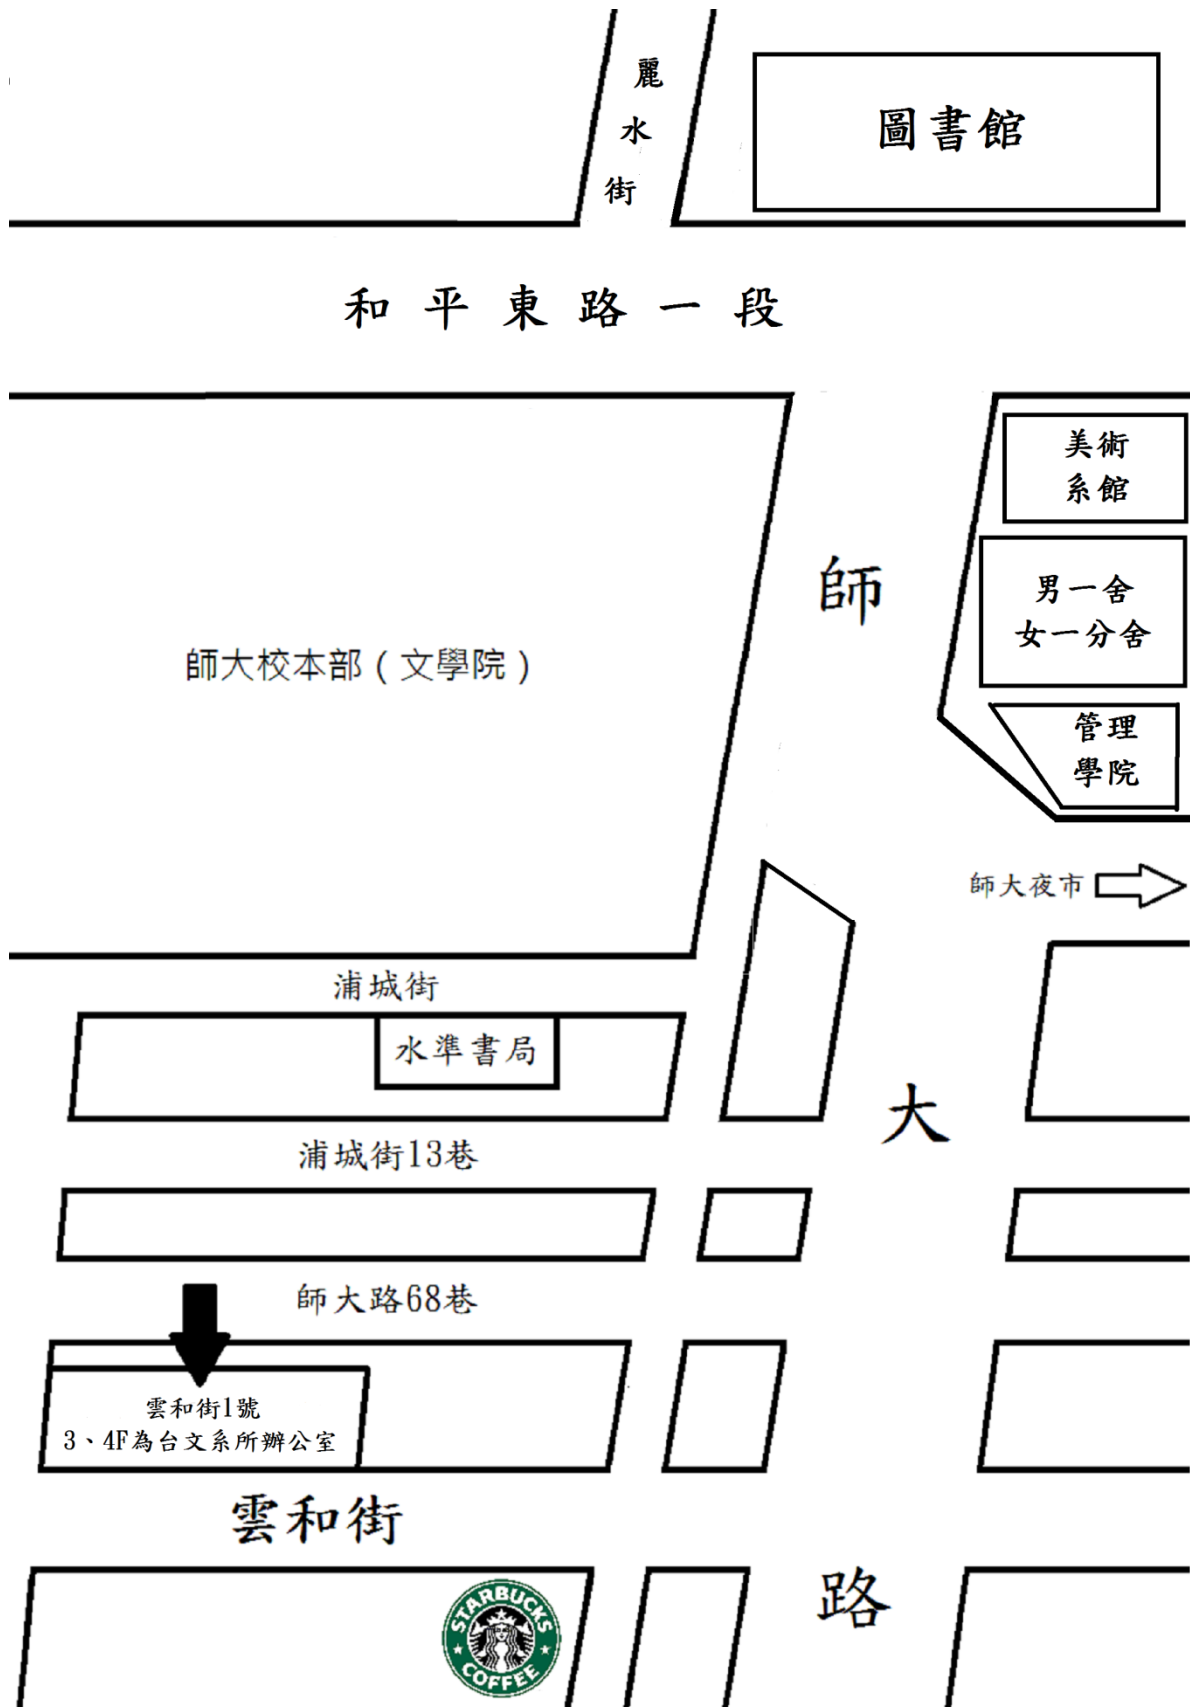 麗水街
圖書館
和平東路一段
美術
系館
師大路
男一舍
女一分舍
師大校本部（文學院）
管理
學院
師大夜市
浦城街
水準書局
浦城街13巷
師大路68巷
雲和街1號
3、4F為台文系所辦公室
雲和街
STARBUCKS
COFFEE